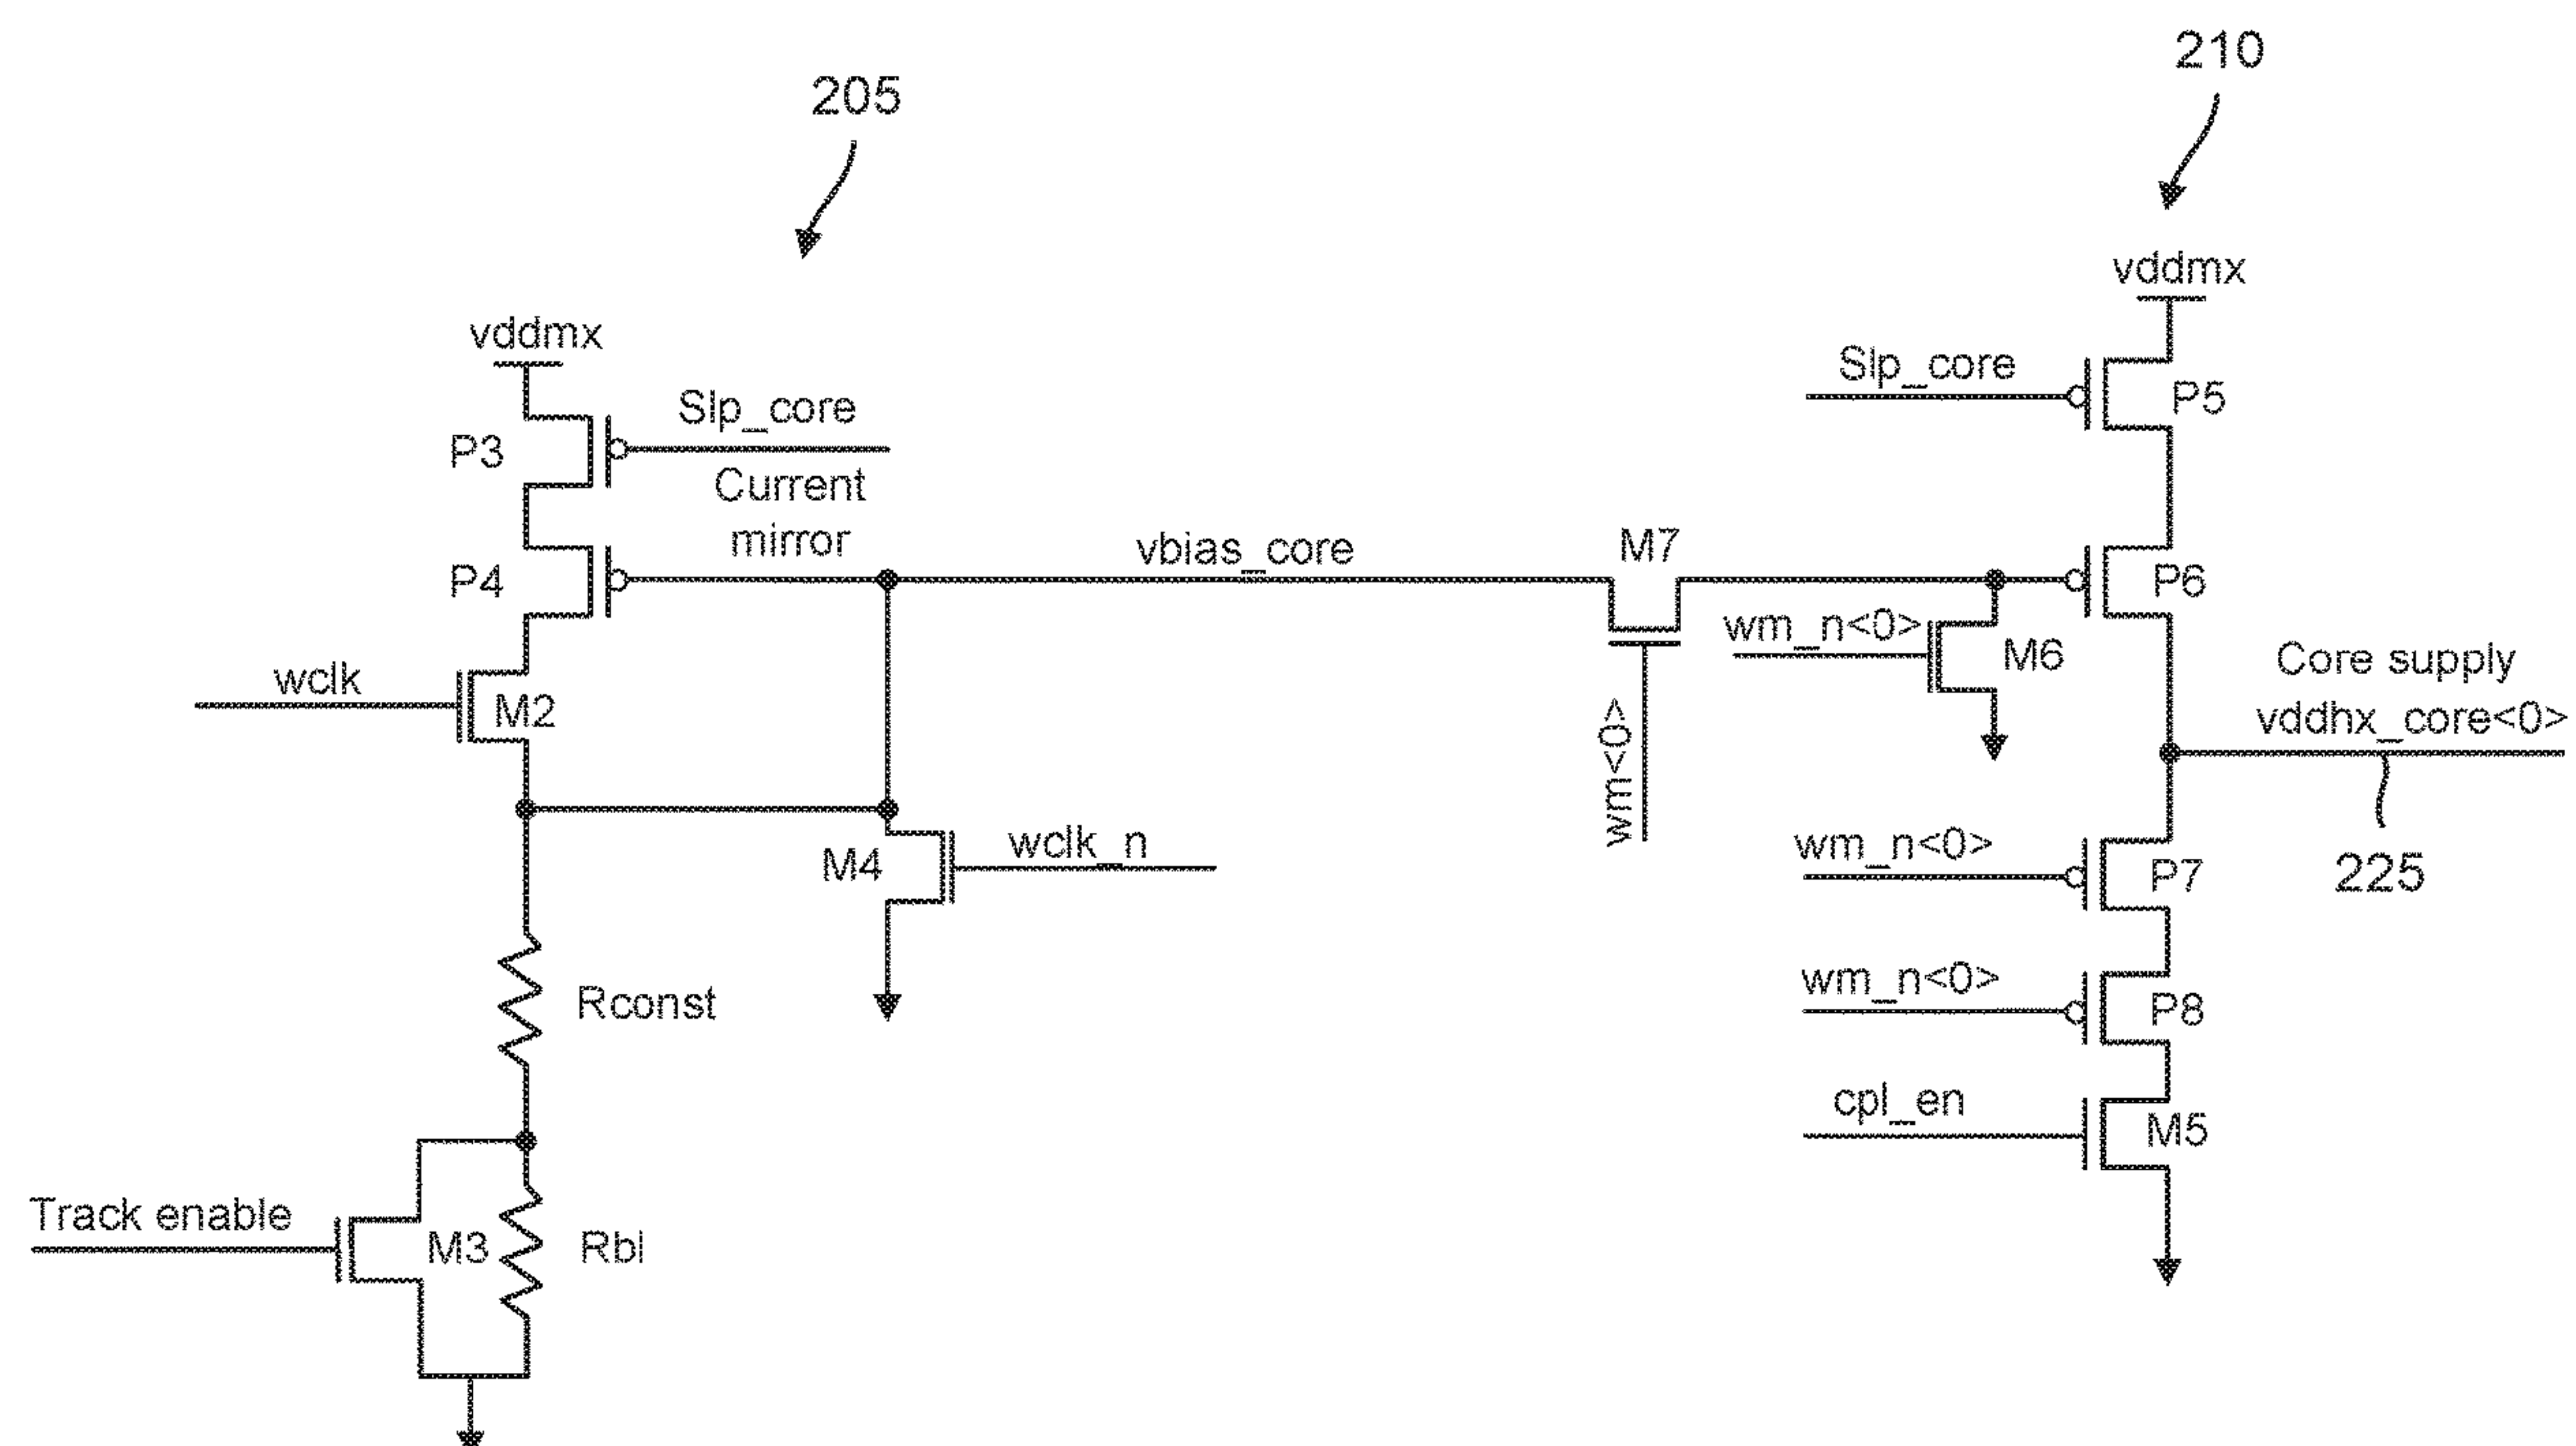 205
210
vddmx
Slp_core
P3
Current
mirror
P4
wclk
M2
vbias_core
M7
wm<0>
M4
wclk_n
Rconst
Track enable
M3
Rbl
vddmx
Slp_core
P5
P6
wm_n<0>
M6
Core supply
vddhx_core<0>
225
wm_n<0>
P7
wm_n<0>
P8
cpl_en
M5